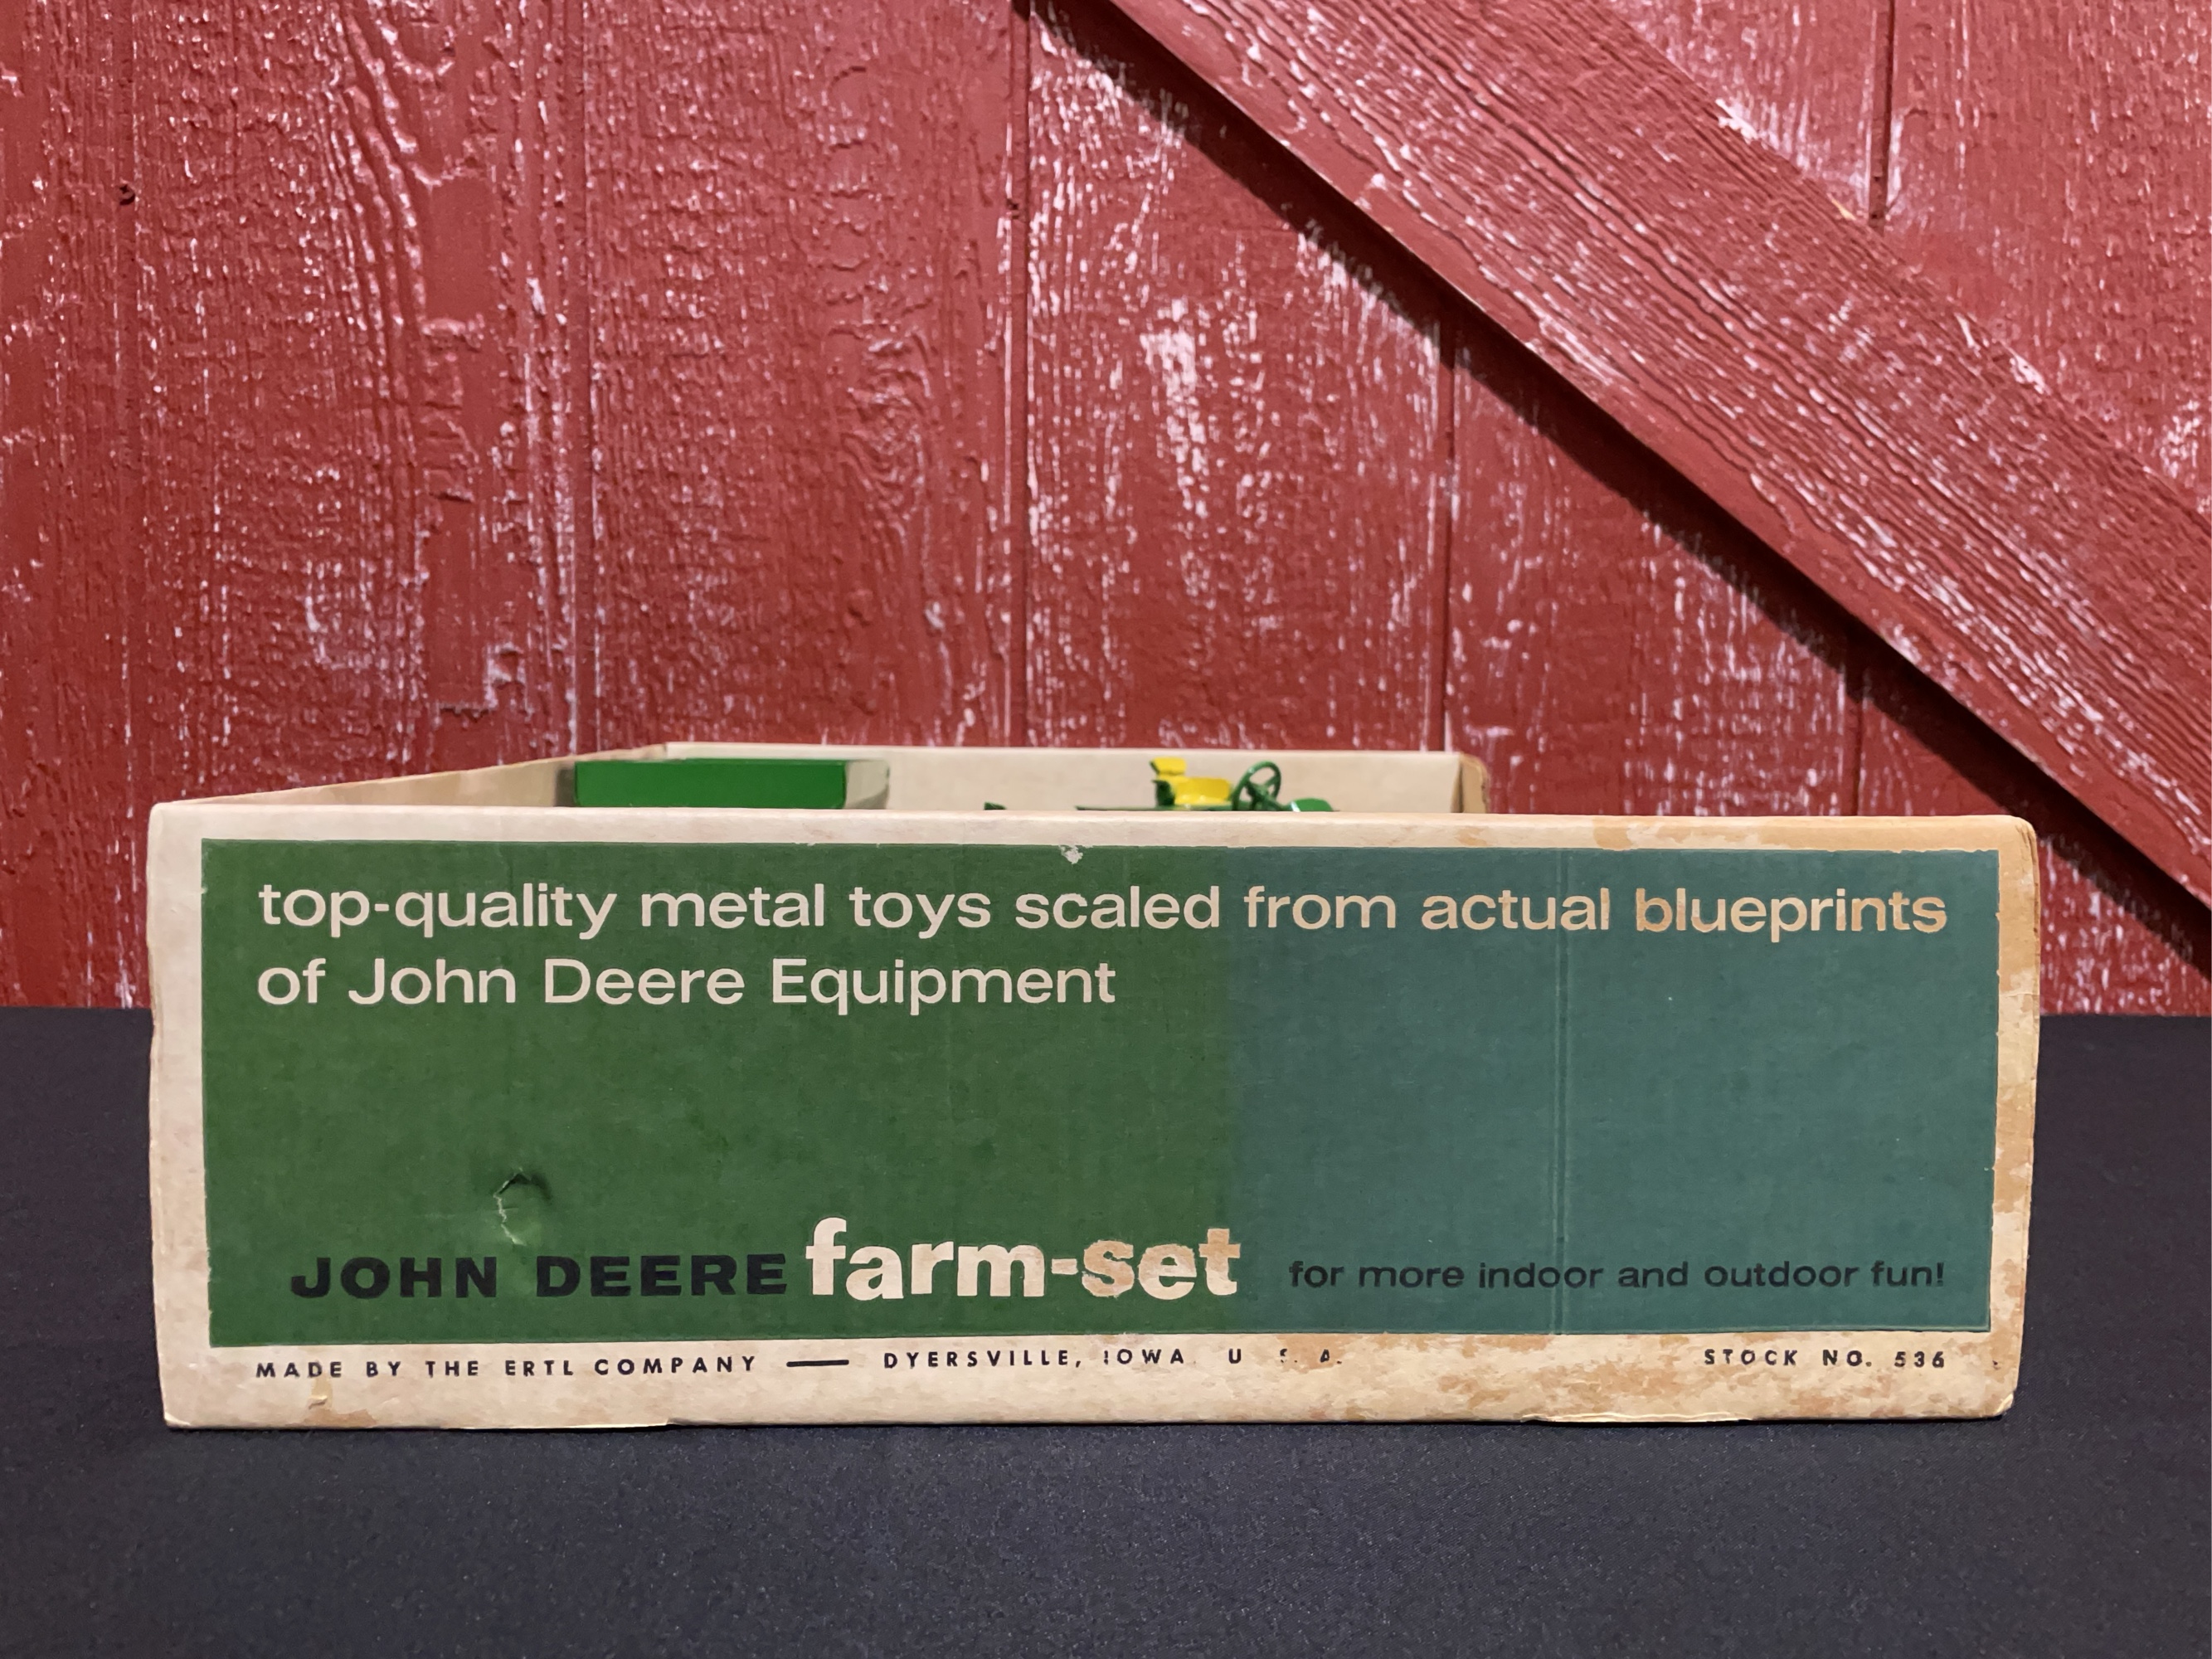 top-quality metal toys scaled from actual blueprints
of John Deere Equipment
JOHN DEERE farm-set for more indoor and outdoor fun!
MADE BY THE ERTL COMPANY — DYERSVILLE, IOWA U. S. A. STOCK NO. 536